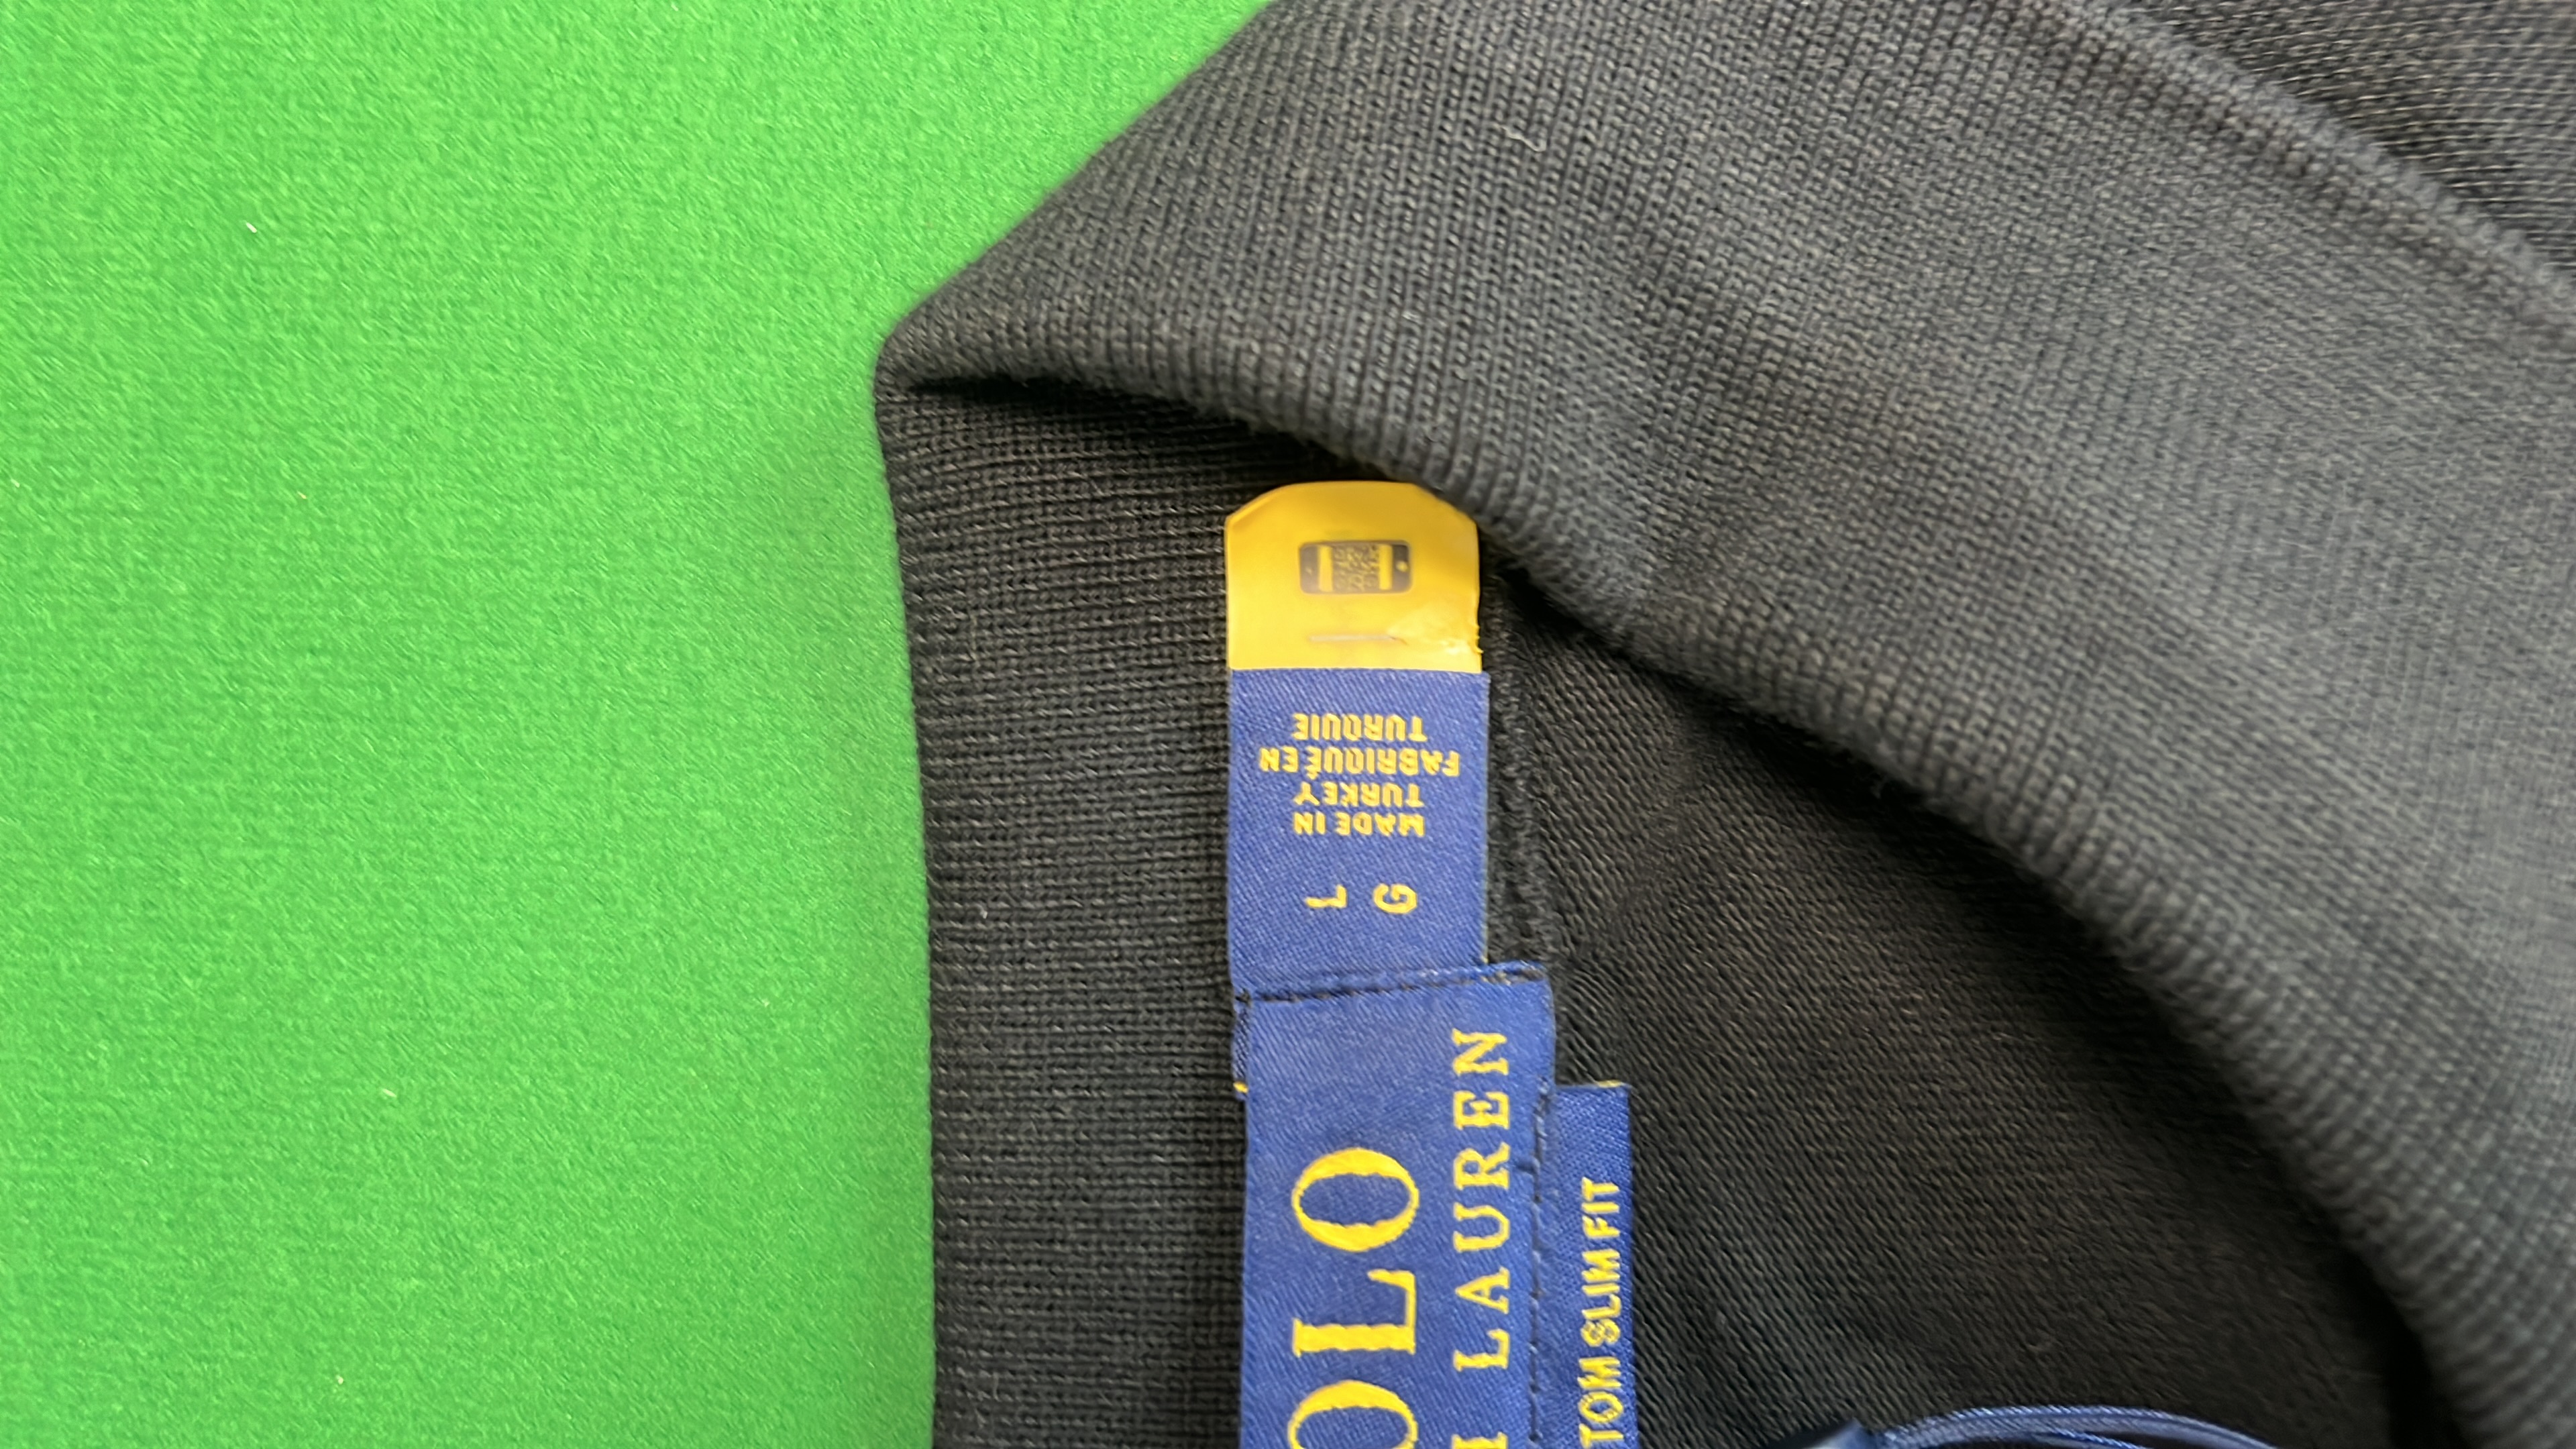 OLO
H LAUREN
TOM SLIM FIT
L G
MADE IN
TURKEY
FABRIQUÉ EN
TURQUIE